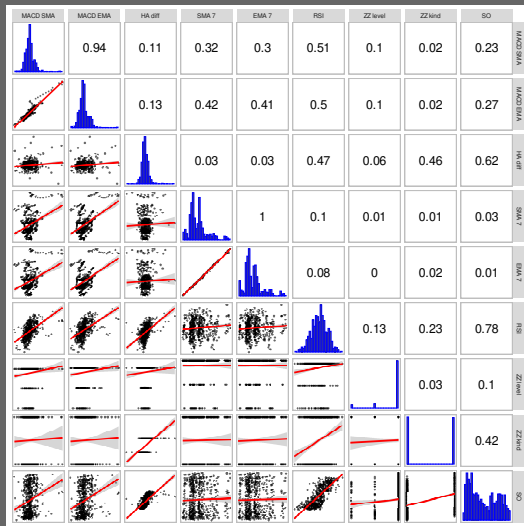 MACD SMA MACD EMA HA diff SMA 7 EMA 7 RSI ZZ level ZZ kind SO
0.94 0.11 0.32 0.3 0.51 0.1 0.02 0.23 MACD SMA
0.13 0.42 0.41 0.5 0.1 0.02 0.27 MACD EMA
0.03 0.03 0.47 0.06 0.46 0.62 HA diff
1 0.1 0.01 0.01 0.03 SMA 7
0.08 0 0.02 0.01 EMA 7
0.13 0.23 0.78 RSI
0.03 0.1 ZZ level
0.42 ZZ kind
SO